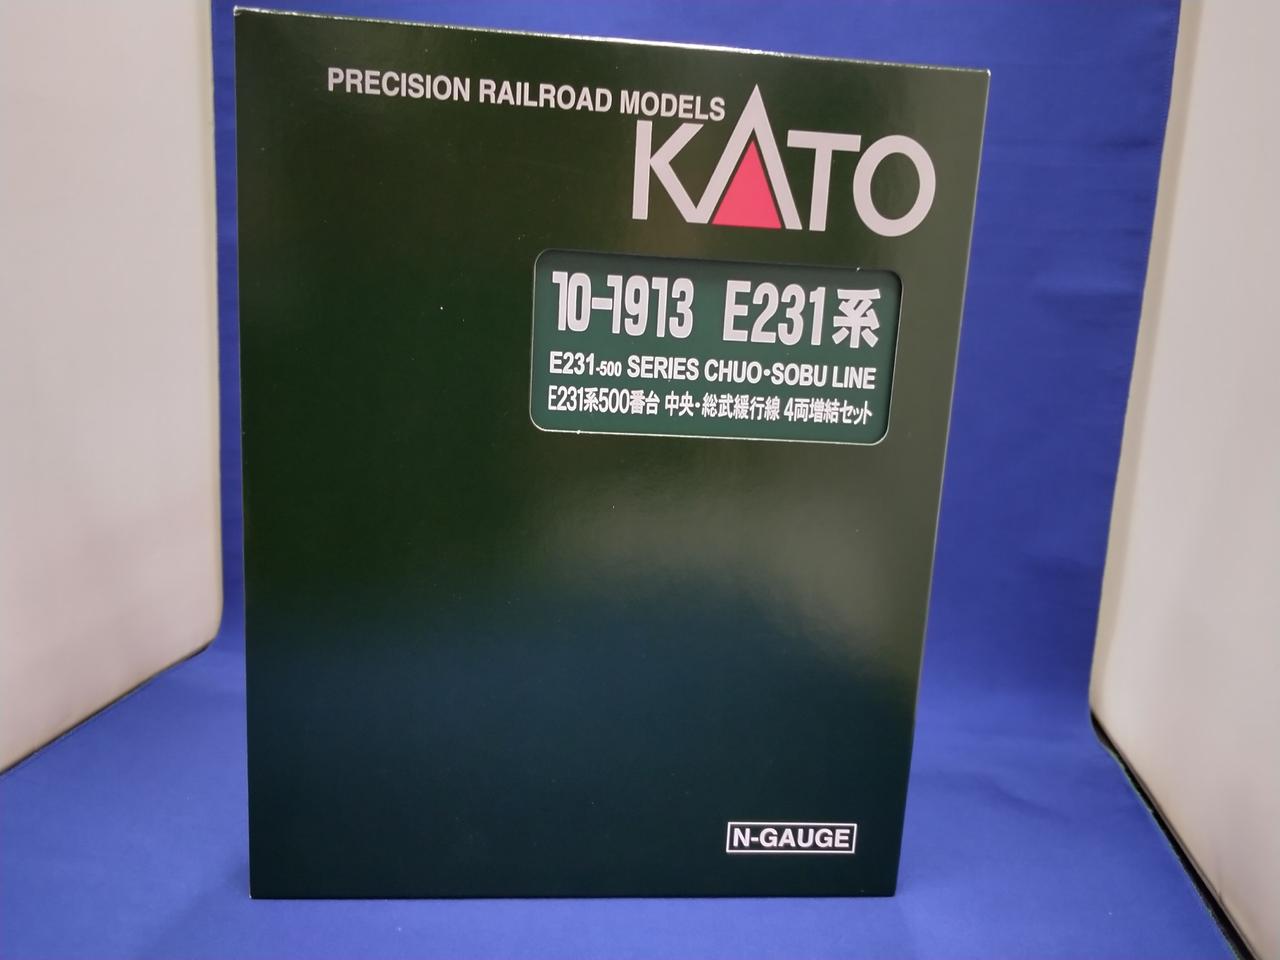 PRECISION RAILROAD MODELS
KATO
10-1913 E231系
E231-500 SERIES CHUO・SOBU LINE
E231系500番台 中央・総武緩行線 4両増結セット
N-GAUGE